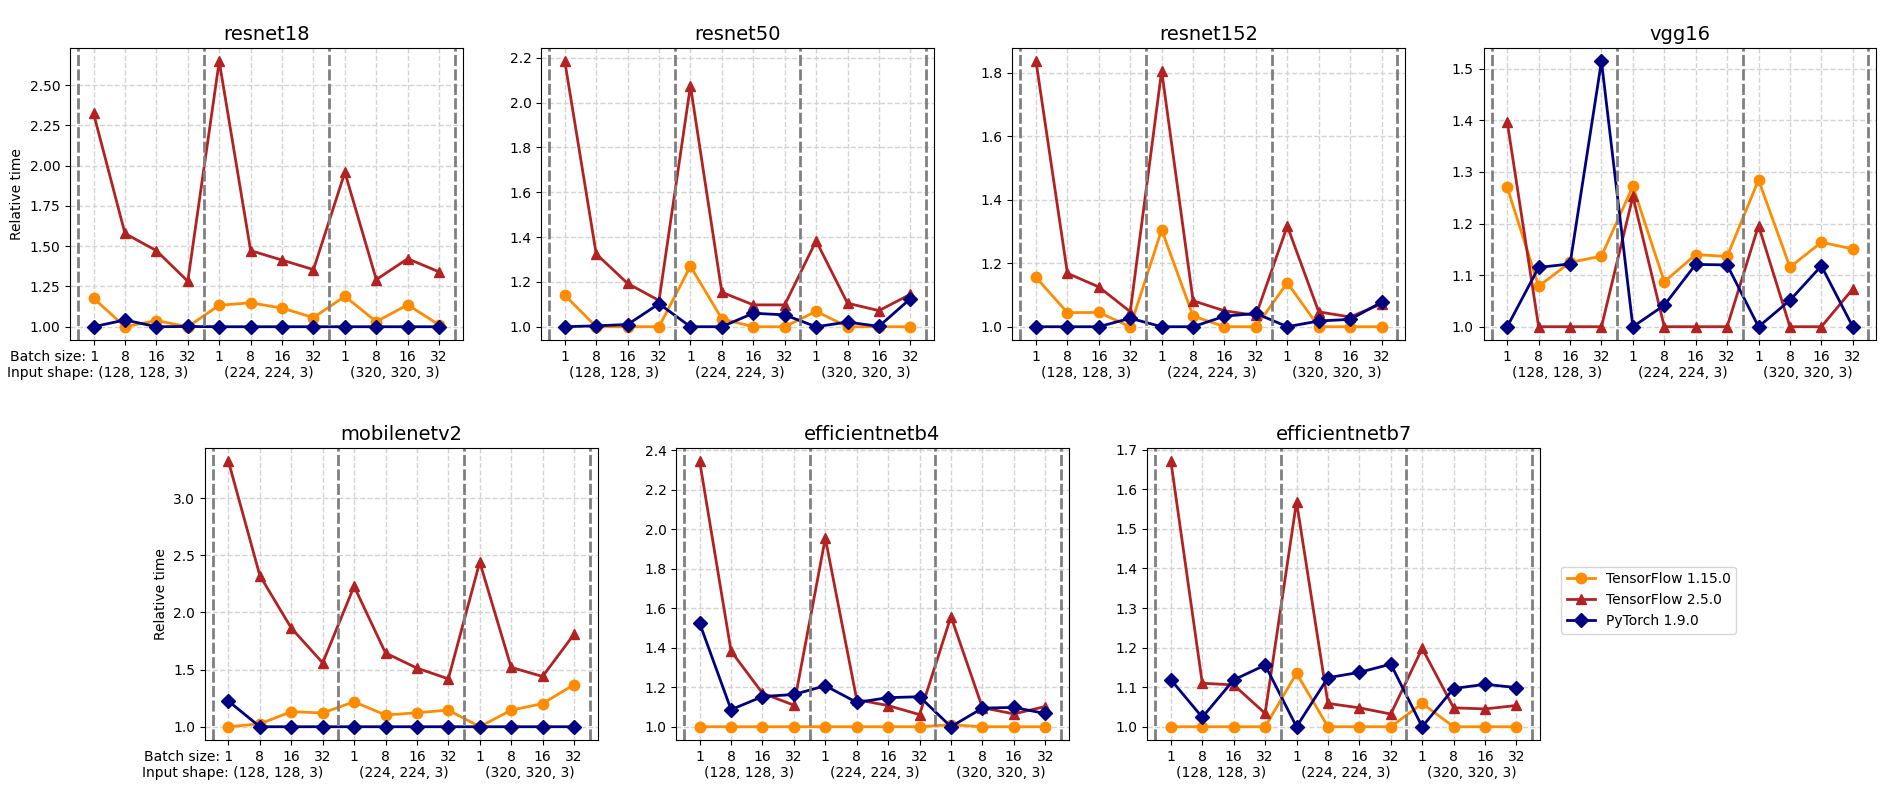 resnet18
resnet50
resnet152
vgg16
Relative time
2.50
2.25
2.00
1.75
1.50
1.25
1.00
2.2
2.0
1.8
1.6
1.4
1.2
1.0
1.8
1.6
1.4
1.2
1.0
1.5
1.4
1.3
1.2
1.1
1.0
Batch size: 1 8 16 32 1 8 16 32 1 8 16 32
Input shape: (128, 128, 3) (224, 224, 3) (320, 320, 3)
1 8 16 32 1 8 16 32 1 8 16 32
(128, 128, 3) (224, 224, 3) (320, 320, 3)
1 8 16 32 1 8 16 32 1 8 16 32
(128, 128, 3) (224, 224, 3) (320, 320, 3)
1 8 16 32 1 8 16 32 1 8 16 32
(128, 128, 3) (224, 224, 3) (320, 320, 3)
mobilenetv2
efficientnetb4
efficientnetb7
Relative time
3.0
2.5
2.0
1.5
1.0
2.4
2.2
2.0
1.8
1.6
1.4
1.2
1.0
1.7
1.6
1.5
1.4
1.3
1.2
1.1
1.0
Batch size: 1 8 16 32 1 8 16 32 1 8 16 32
Input shape: (128, 128, 3) (224, 224, 3) (320, 320, 3)
1 8 16 32 1 8 16 32 1 8 16 32
(128, 128, 3) (224, 224, 3) (320, 320, 3)
1 8 16 32 1 8 16 32 1 8 16 32
(128, 128, 3) (224, 224, 3) (320, 320, 3)
TensorFlow 1.15.0
TensorFlow 2.5.0
PyTorch 1.9.0